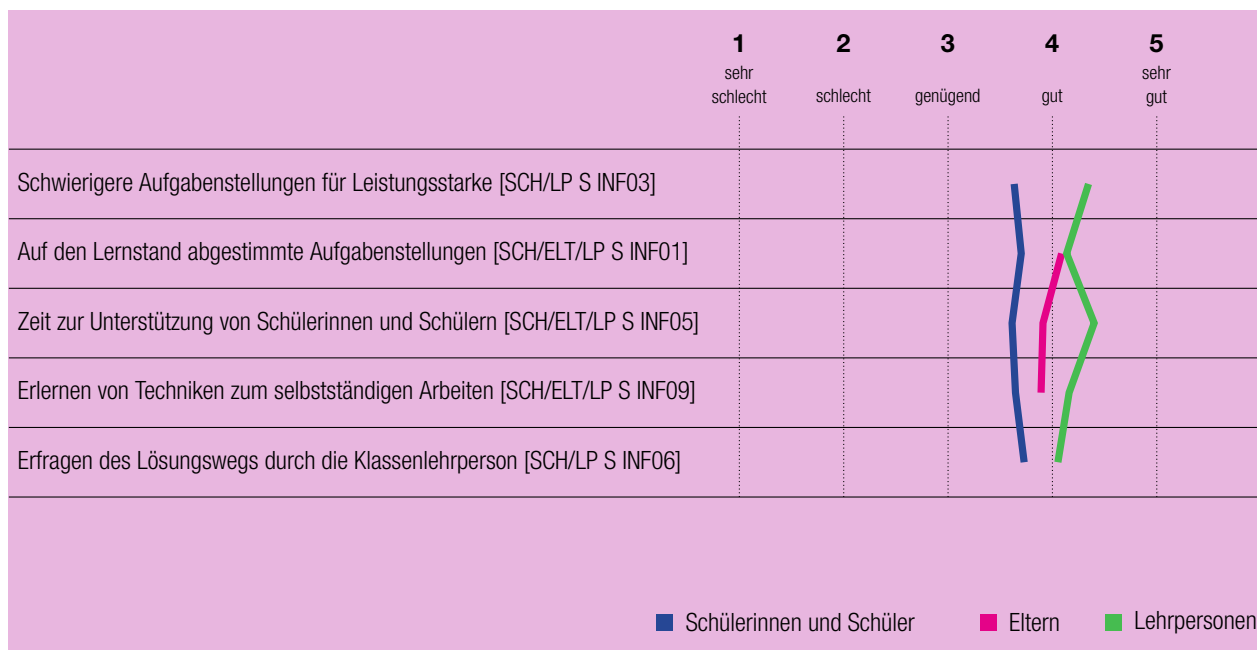 1 2 3 4 5
sehr schlecht schlecht genügend gut sehr gut
Schwierigere Aufgabenstellungen für Leistungsstarke [SCH/LP S INF03]
Auf den Lernstand abgestimmte Aufgabenstellungen [SCH/ELT/LP S INF01]
Zeit zur Unterstützung von Schülerinnen und Schülern [SCH/ELT/LP S INF05]
Erlernen von Techniken zum selbstständigen Arbeiten [SCH/ELT/LP S INF09]
Erfragen des Lösungswegs durch die Klassenlehrperson [SCH/LP S INF06]
Schülerinnen und Schüler Eltern Lehrpersonen